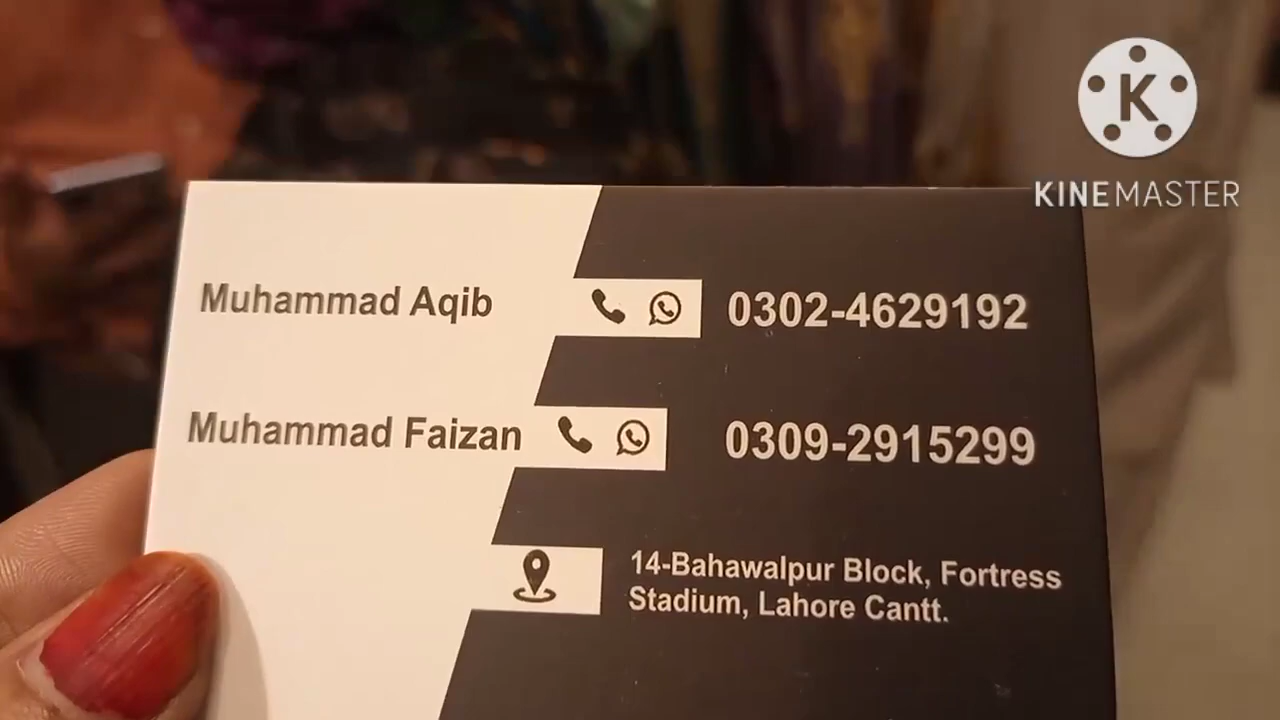 K
KINEMASTER
Muhammad Aqib 0302-4629192
Muhammad Faizan 0309-2915299
14-Bahawalpur Block, Fortress
Stadium, Lahore Cantt.